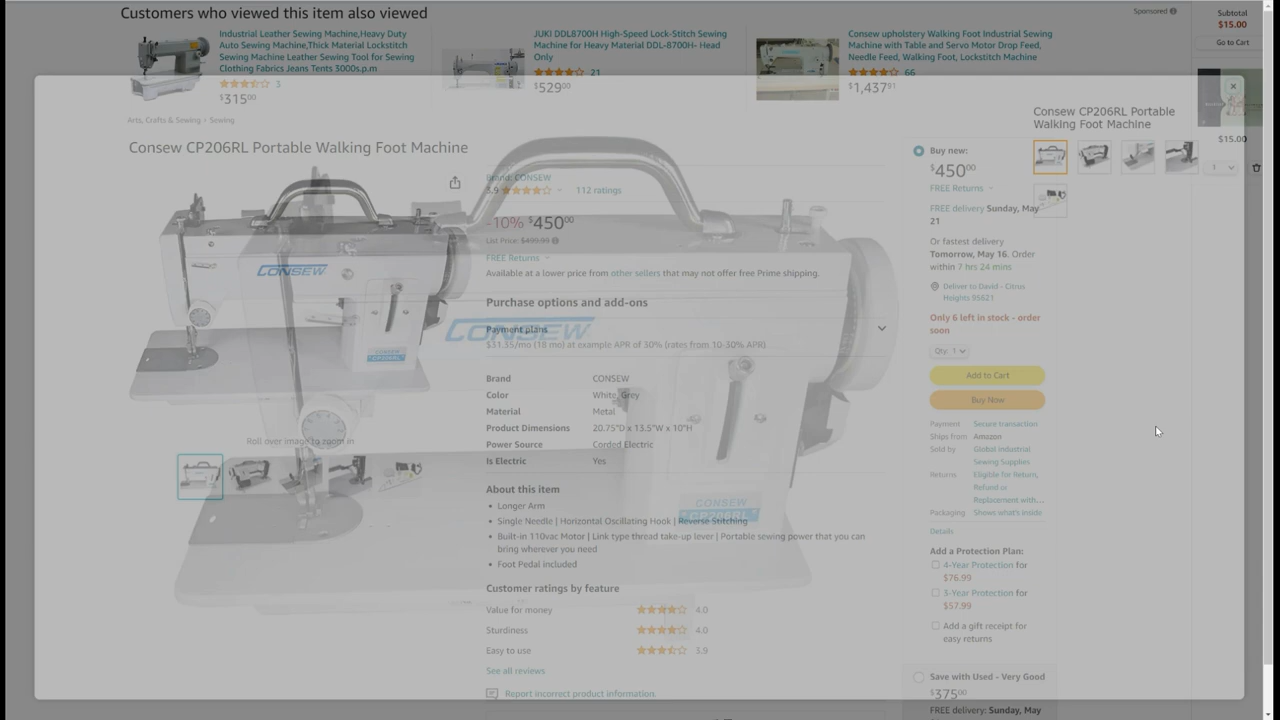 Customers who viewed this item also viewed
Sponsored
Subtotal
$15.00
Go to Cart
Industrial Leather Sewing Machine,Heavy Duty
Auto Sewing Machine,Thick Material Lockstitch
Sewing Machine Leather Sewing Tool for Sewing
Clothing Fabrics Jeans Tents 3000s.p.m
3
$31500
JUKI DDL8700H High-Speed Lock-Stitch Sewing
Machine for Heavy Material DDL-8700H- Head
Only
21
$52900
Consew upholstery Walking Foot Industrial Sewing
Machine with Table and Servo Motor Drop Feed,
Needle Feed, Walking Foot, Lockstitch Machine
66
$1,43791
Arts, Crafts & Sewing › Sewing
Consew CP206RL Portable Walking Foot Machine
Consew CP206RL Portable
Walking Foot Machine
$15.00
1
CONSEW
CONSEW
CP206RL
Roll over image to zoom in
Brand: CONSEW
3.9
112 ratings
-10% $45000
List Price: $499.99
FREE Returns
Available at a lower price from other sellers that may not offer free Prime shipping.
Purchase options and add-ons
Payment plans
$31.35/mo (18 mo) at example APR of 30% (rates from 10-30% APR)
CONSEW
CONSEW
CP206RL
Brand CONSEW
Color White, Grey
Material Metal
Product Dimensions 20.75"D x 13.5"W x 10"H
Power Source Corded Electric
Is Electric Yes
About this item
• Longer Arm
• Single Needle | Horizontal Oscillating Hook | Reverse Stitching
• Built-in 110vac Motor | Link type thread take-up lever | Portable sewing power that you can
bring wherever you need
• Foot Pedal included
Customer ratings by feature
Value for money 4.0
Sturdiness 4.0
Easy to use 3.9
See all reviews
Report incorrect product information.
Buy new:
$45000
FREE Returns
FREE delivery Sunday, May
21
Or fastest delivery
Tomorrow, May 16. Order
within 7 hrs 24 mins
Deliver to David - Citrus
Heights 95621
Only 6 left in stock - order
soon
Qty: 1
Add to Cart
Buy Now
Payment Secure transaction
Ships from Amazon
Sold by Global Industrial
Sewing Supplies
Returns Eligible for Return,
Refund or
Replacement with...
Packaging Shows what's inside
Details
Add a Protection Plan:
4-Year Protection for
$76.99
3-Year Protection for
$57.99
Add a gift receipt for
easy returns
Save with Used - Very Good
$37500
FREE delivery: Sunday, May